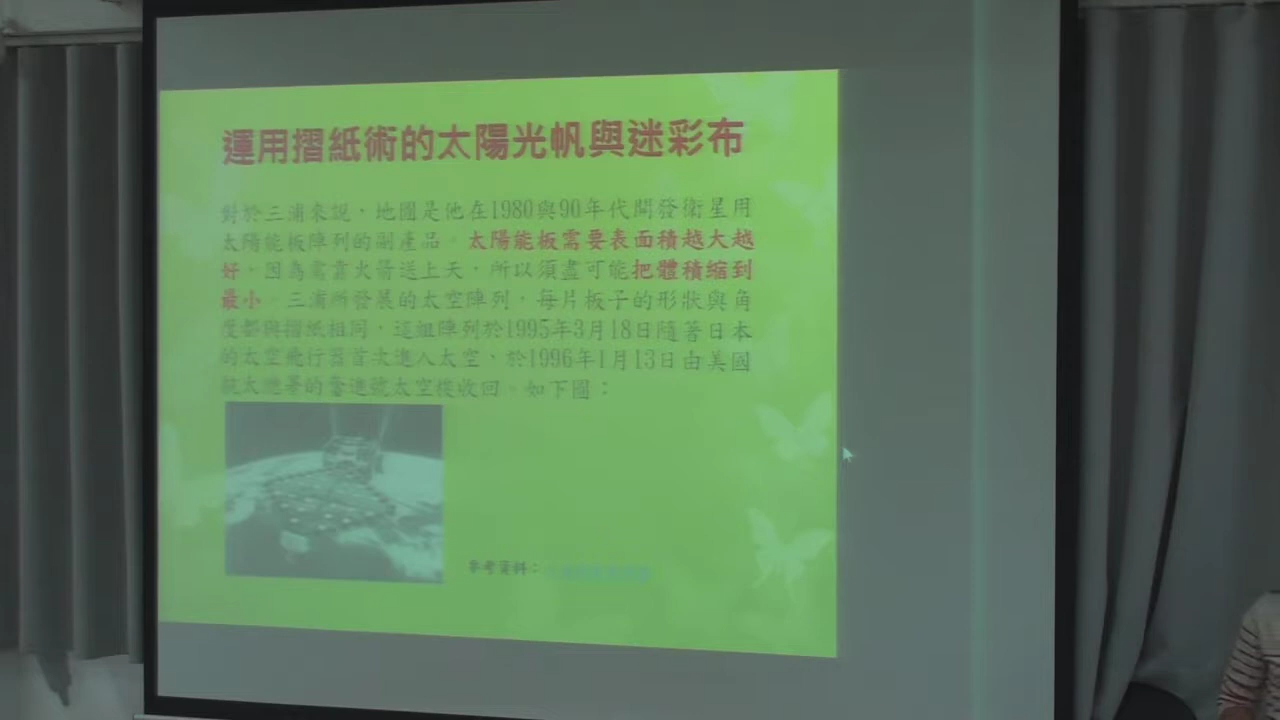 運用摺紙術的太陽光帆與迷彩布
對於三浦來說，地圖是他在1980與90年代開發衛星用
太陽能板陣列的副產品。太陽能板需要表面積越大越
好，因為需靠火箭送上天，所以須盡可能把體積縮到
最小。三浦所發展的太空陣列，每片板子的形狀與角
度都與摺紙相同，這組陣列於1995年3月18日隨著日本
的太空飛行器首次進入太空、於1996年1月13日由美國
航太總署的奮進號太空梭收回。如下圖：
參考資料：